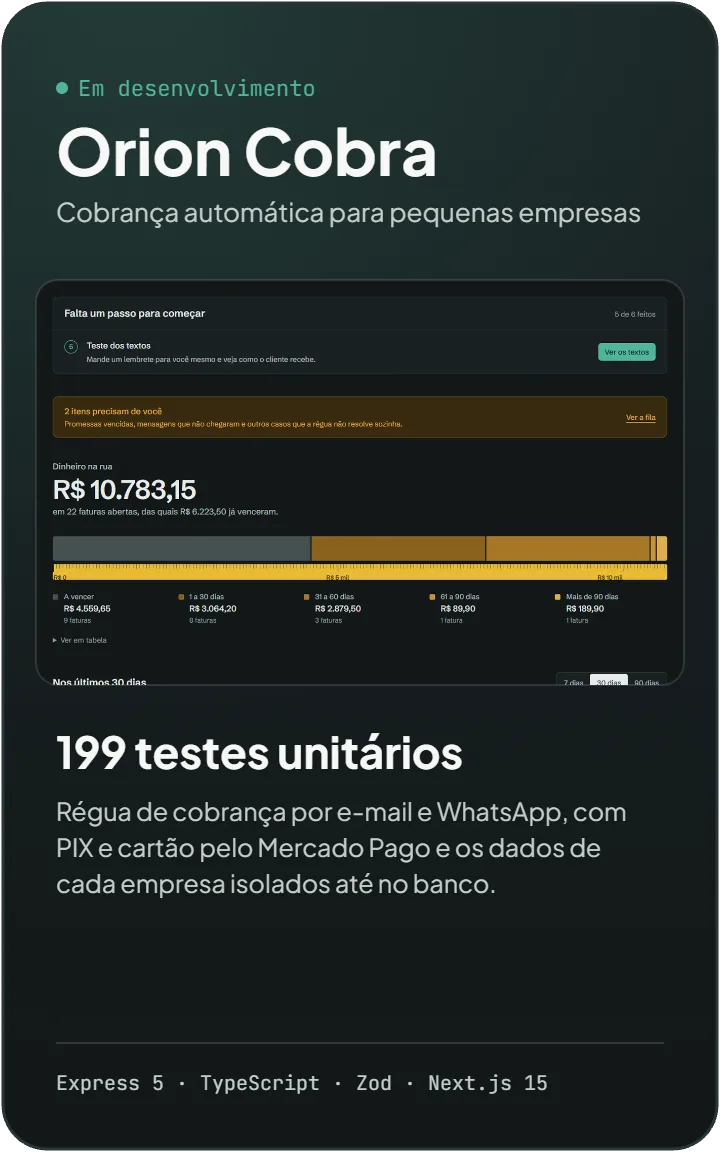 Em desenvolvimento
Orion Cobra
Cobrança automática para pequenas empresas
Falta um passo para começar
5 de 6 feitos
6
Teste dos textos
Mande um lembrete para você mesmo e veja como o cliente recebe.
Ver os textos
2 itens precisam de você
Promessas vencidas, mensagens que não chegaram e outros casos que a régua não resolve sozinha.
Ver a fila
Dinheiro na rua
R$ 10.783,15
em 22 faturas abertas, das quais R$ 6.223,50 já venceram.
R$ 0 R$ 5 mil R$ 10 mil
A vencer 1 a 30 dias 31 a 60 dias 61 a 90 dias Mais de 90 dias
R$ 4.559,65 R$ 3.064,20 R$ 2.879,50 R$ 89,90 R$ 189,90
9 faturas 8 faturas 3 faturas 1 fatura 1 fatura
Ver em tabela
Nos últimos 30 dias 7 dias 30 dias 90 dias
199 testes unitários
Régua de cobrança por e-mail e WhatsApp, com
PIX e cartão pelo Mercado Pago e os dados de
cada empresa isolados até no banco.
Express 5 · TypeScript · Zod · Next.js 15